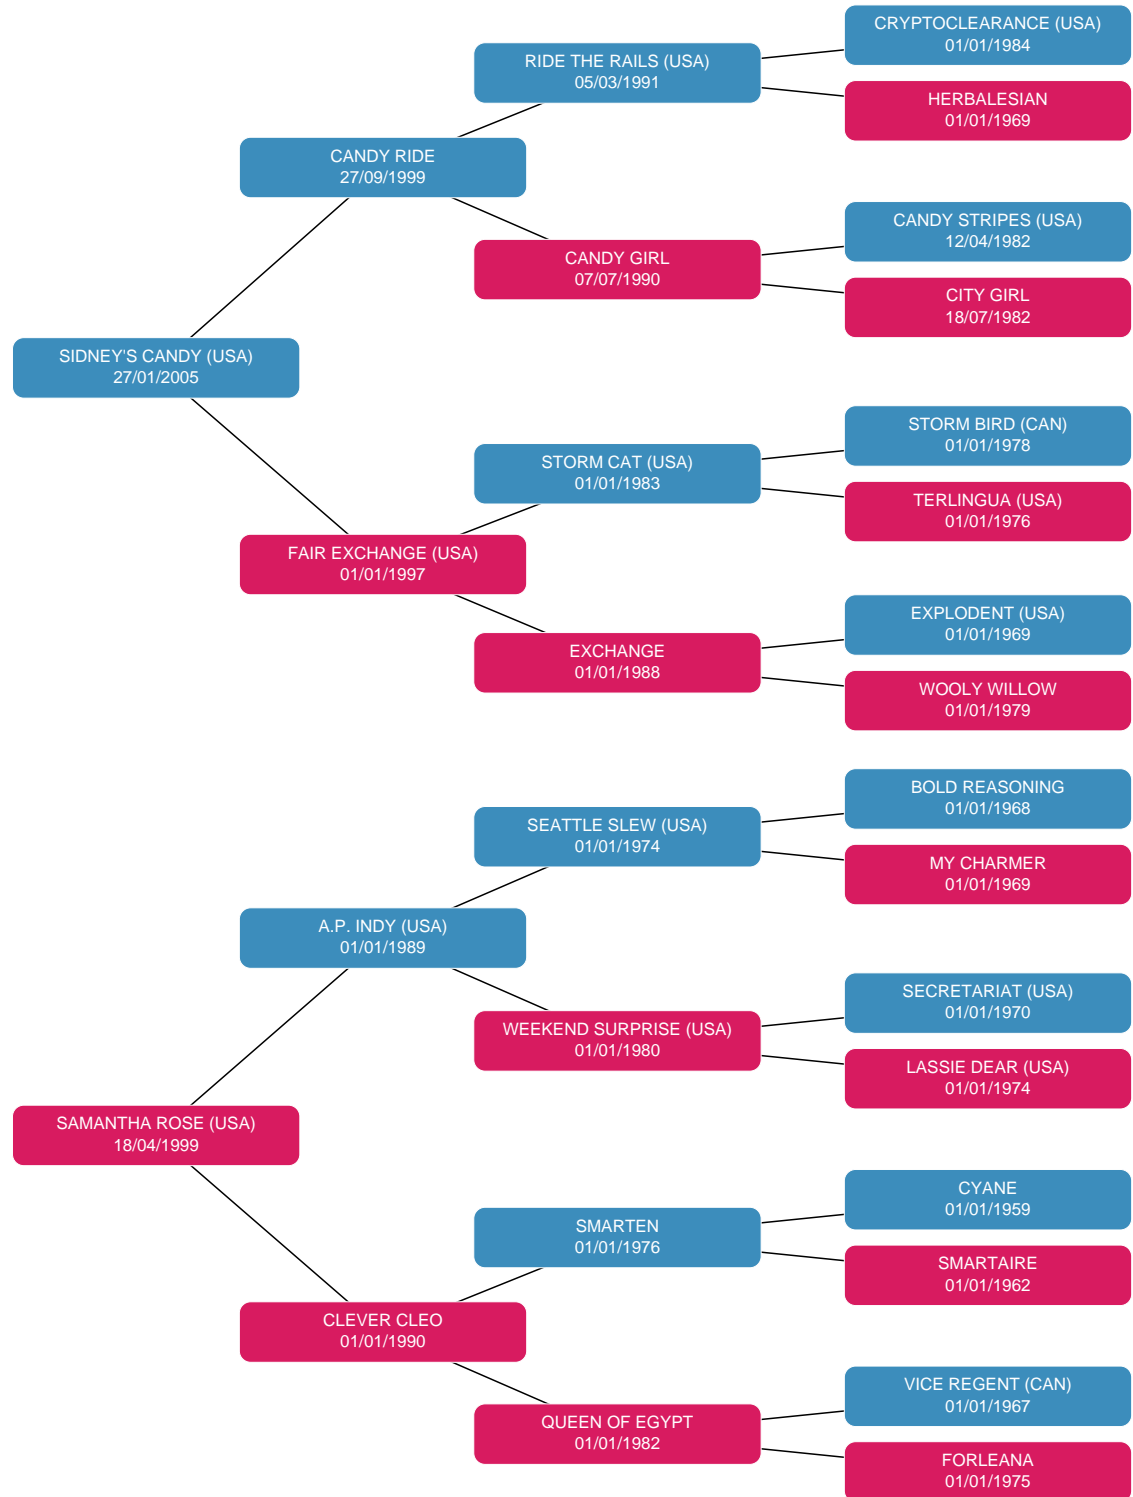 CRYPTOCLEARANCE (USA)
01/01/1984
RIDE THE RAILS (USA)
05/03/1991
HERBALESIAN
01/01/1969
CANDY RIDE
27/09/1999
CANDY STRIPES (USA)
12/04/1982
CANDY GIRL
07/07/1990
CITY GIRL
18/07/1982
SIDNEY'S CANDY (USA)
27/01/2005
STORM BIRD (CAN)
01/01/1978
STORM CAT (USA)
01/01/1983
TERLINGUA (USA)
01/01/1976
FAIR EXCHANGE (USA)
01/01/1997
EXPLODENT (USA)
01/01/1969
EXCHANGE
01/01/1988
WOOLY WILLOW
01/01/1979
BOLD REASONING
01/01/1968
SEATTLE SLEW (USA)
01/01/1974
MY CHARMER
01/01/1969
A.P. INDY (USA)
01/01/1989
SECRETARIAT (USA)
01/01/1970
WEEKEND SURPRISE (USA)
01/01/1980
LASSIE DEAR (USA)
01/01/1974
SAMANTHA ROSE (USA)
18/04/1999
CYANE
01/01/1959
SMARTEN
01/01/1976
SMARTAIRE
01/01/1962
CLEVER CLEO
01/01/1990
VICE REGENT (CAN)
01/01/1967
QUEEN OF EGYPT
01/01/1982
FORLEANA
01/01/1975